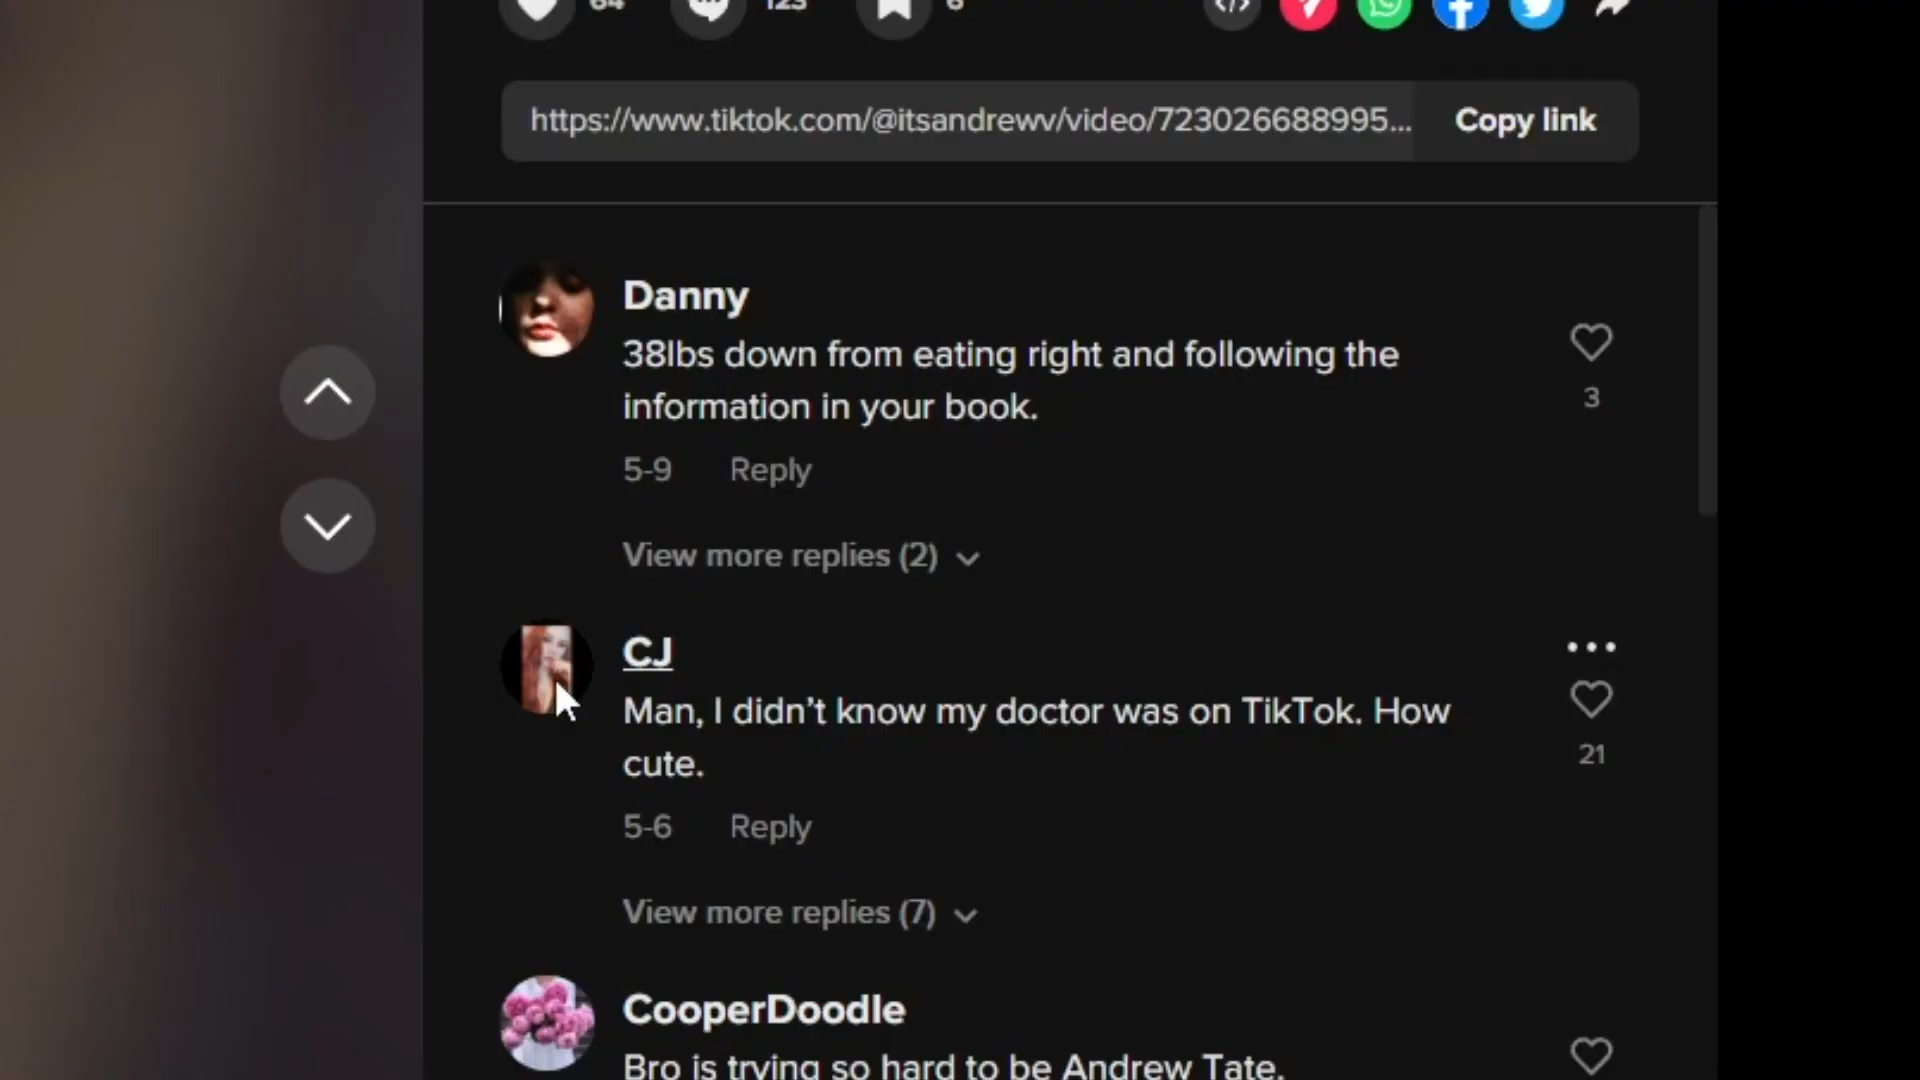 64 123 6
https://www.tiktok.com/@itsandrewv/video/723026688995... Copy link
Danny
38lbs down from eating right and following the
information in your book.
3
5-9 Reply
View more replies (2)
CJ
Man, I didn't know my doctor was on TikTok. How
cute.
21
5-6 Reply
View more replies (7)
CooperDoodle
Bro is trying so hard to be Andrew Tate.